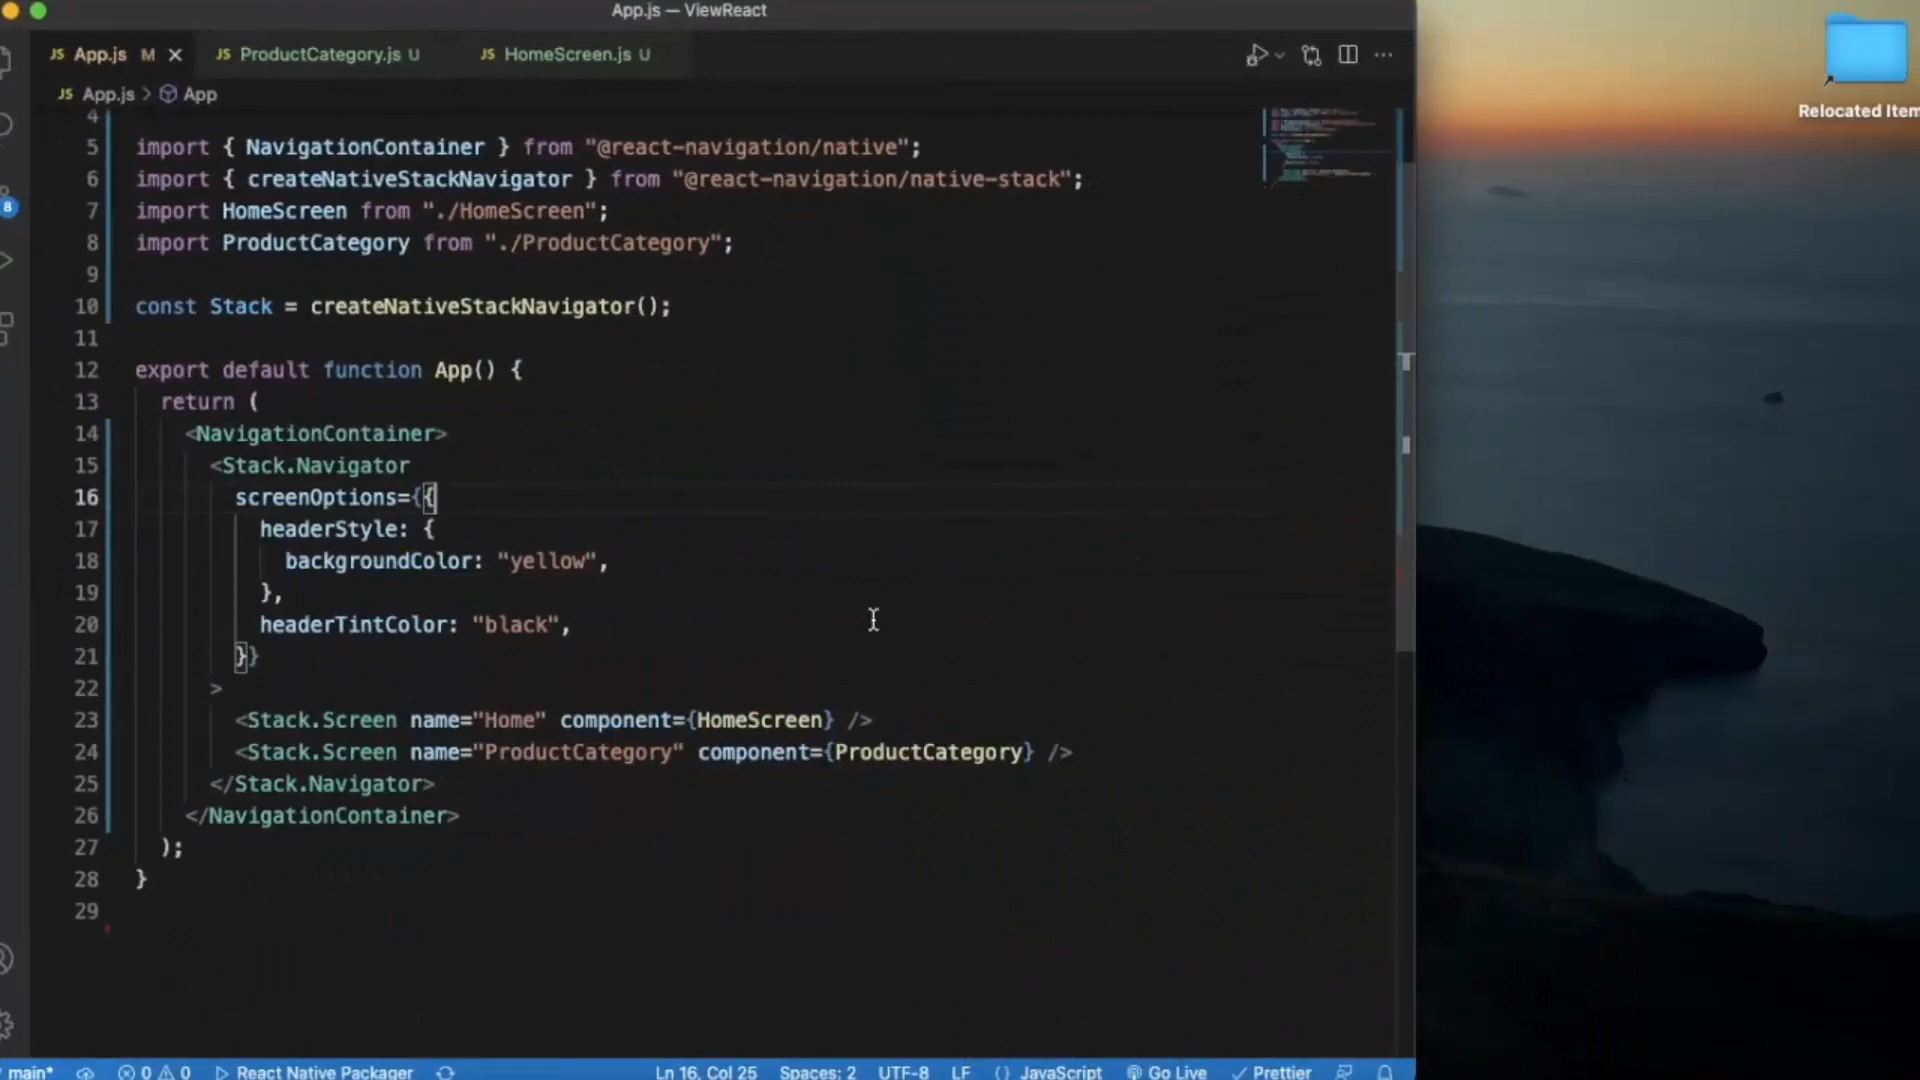 App.js — ViewReact
JS App.js M
JS ProductCategory.js U
JS HomeScreen.js U
JS App.js > App
4
5 import { NavigationContainer } from "@react-navigation/native";
6 import { createNativeStackNavigator } from "@react-navigation/native-stack";
7 import HomeScreen from "./HomeScreen";
8 import ProductCategory from "./ProductCategory";
9
10 const Stack = createNativeStackNavigator();
11
12 export default function App() {
13 return (
14 <NavigationContainer>
15 <Stack.Navigator
16 screenOptions={{
17 headerStyle: {
18 backgroundColor: "yellow",
19 },
20 headerTintColor: "black",
21 }}
22 >
23 <Stack.Screen name="Home" component={HomeScreen} />
24 <Stack.Screen name="ProductCategory" component={ProductCategory} />
25 </Stack.Navigator>
26 </NavigationContainer>
27 );
28 }
29
8
main* 0 0 React Native Packager Ln 16, Col 25 Spaces: 2 UTF-8 LF {} JavaScript Go Live ✓ Prettier
Relocated Item